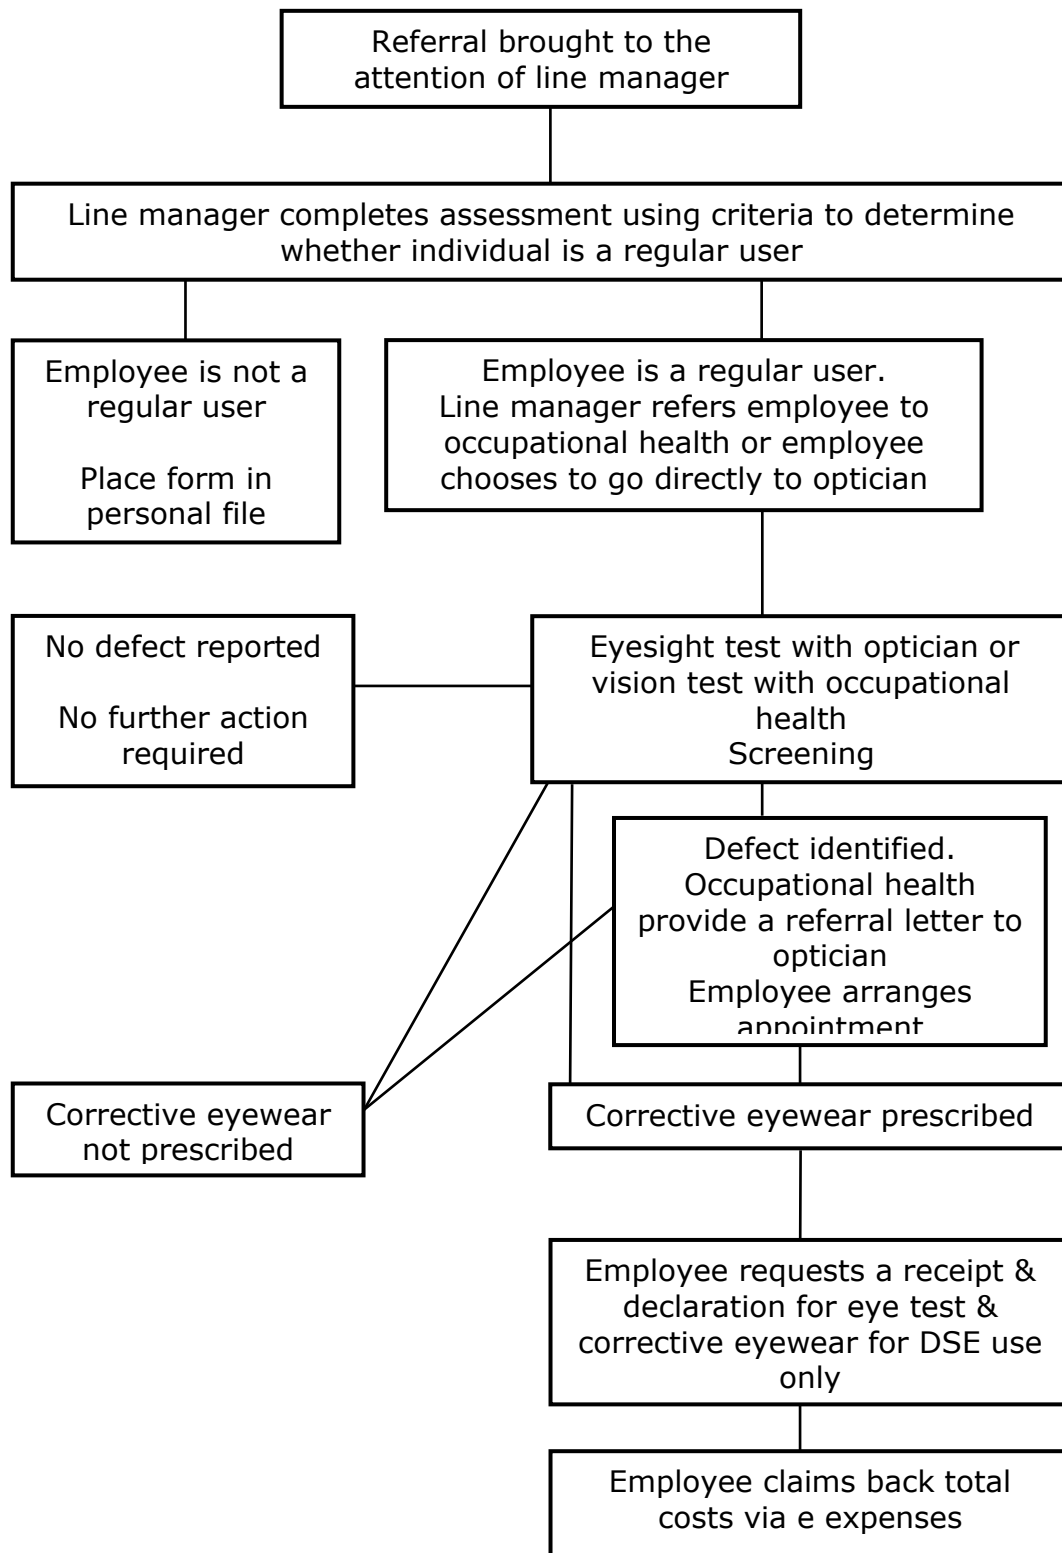 Referral brought to the
attention of line manager
Line manager completes assessment using criteria to determine
whether individual is a regular user
Employee is not a
regular user
Place form in
personal file
Employee is a regular user.
Line manager refers employee to
occupational health or employee
chooses to go directly to optician
No defect reported
No further action
required
Eyesight test with optician or
vision test with occupational
health
Screening
Defect identified.
Occupational health
provide a referral letter to
optician
Employee arranges
appointment
Corrective eyewear
not prescribed
Corrective eyewear prescribed
Employee requests a receipt &
declaration for eye test &
corrective eyewear for DSE use
only
Employee claims back total
costs via e expenses